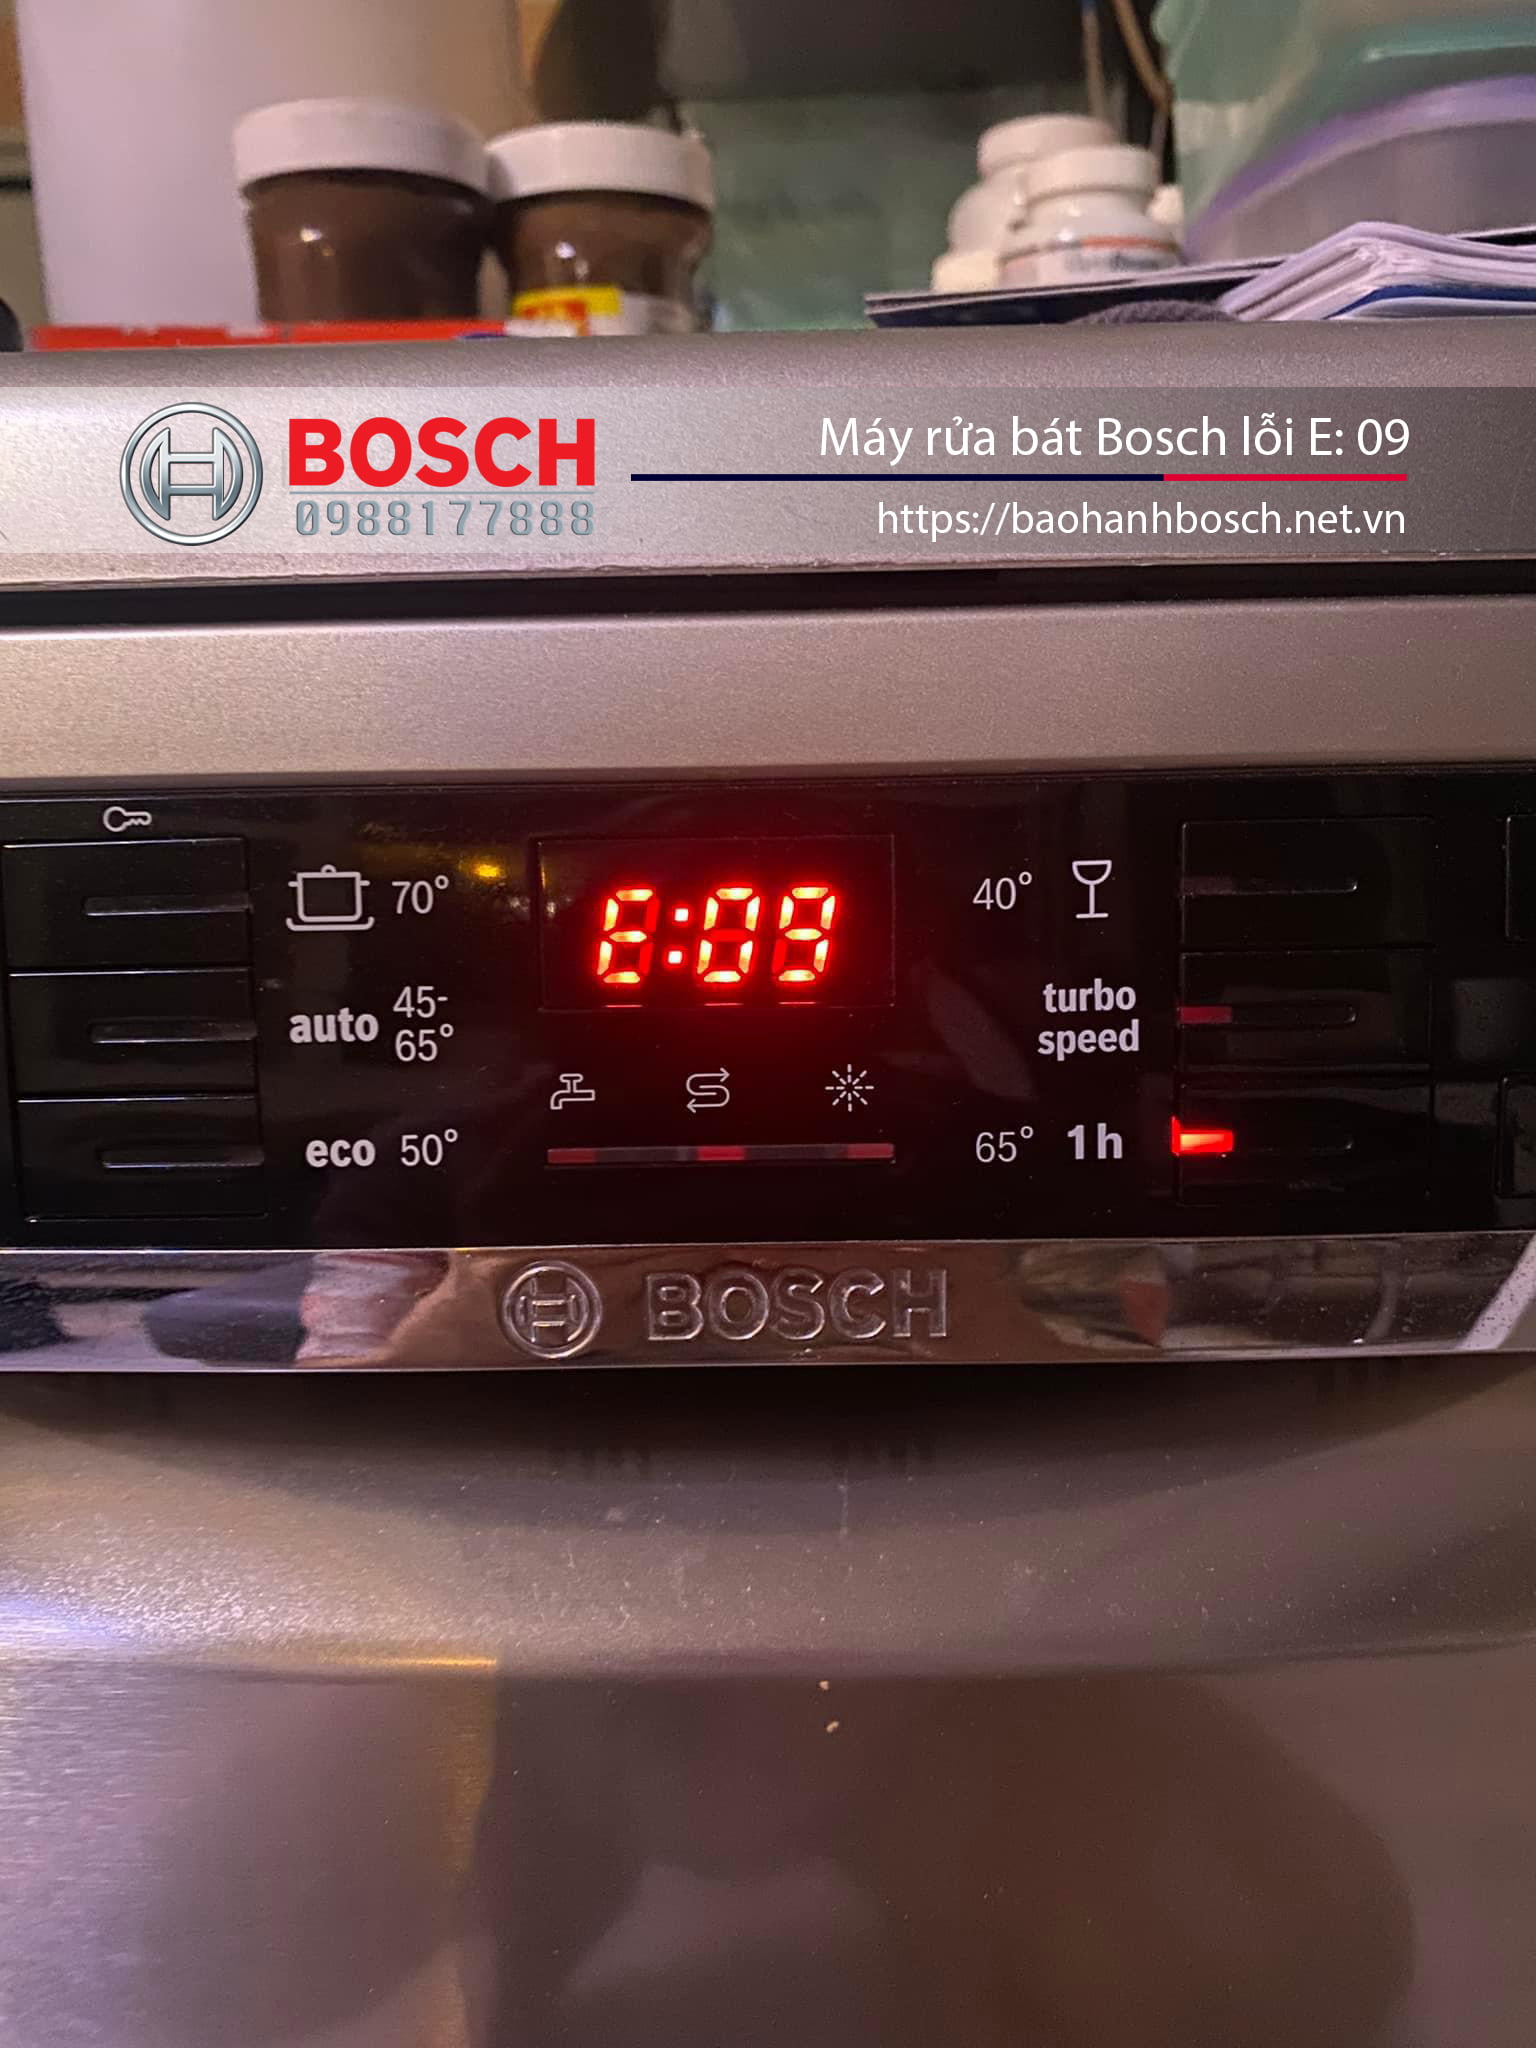 BOSCH
0988177888
Máy rửa bát Bosch lỗi E: 09
https://baohanhbosch.net.vn
70°
auto 45-
65°
eco 50°
E:09
40°
turbo
speed
65° 1h
BOSCH